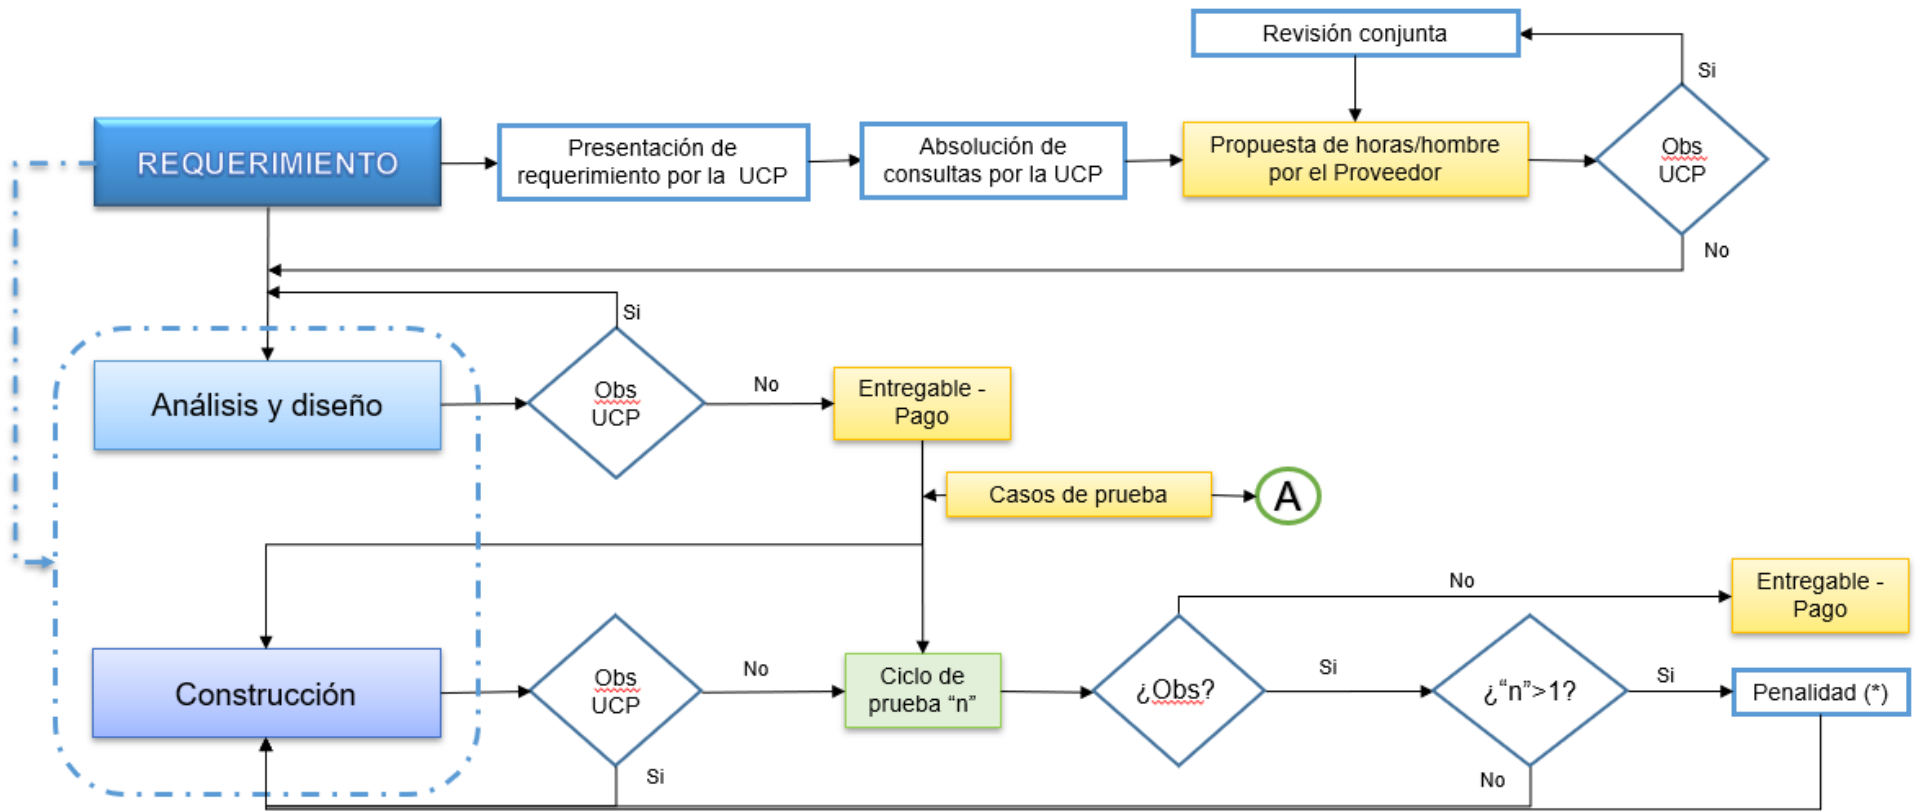 Revisión conjunta
Si
REQUERIMIENTO
Presentación de
requerimiento por la UCP
Absolución de
consultas por la UCP
Propuesta de horas/hombre
por el Proveedor
Obs
UCP
No
Si
Análisis y diseño
Obs
UCP
No
Entregable -
Pago
Casos de prueba
A
No
Entregable -
Pago
Construcción
Obs
UCP
No
Ciclo de
prueba “n”
¿Obs?
Si
¿“n”>1?
Si
Penalidad (*)
Si
No